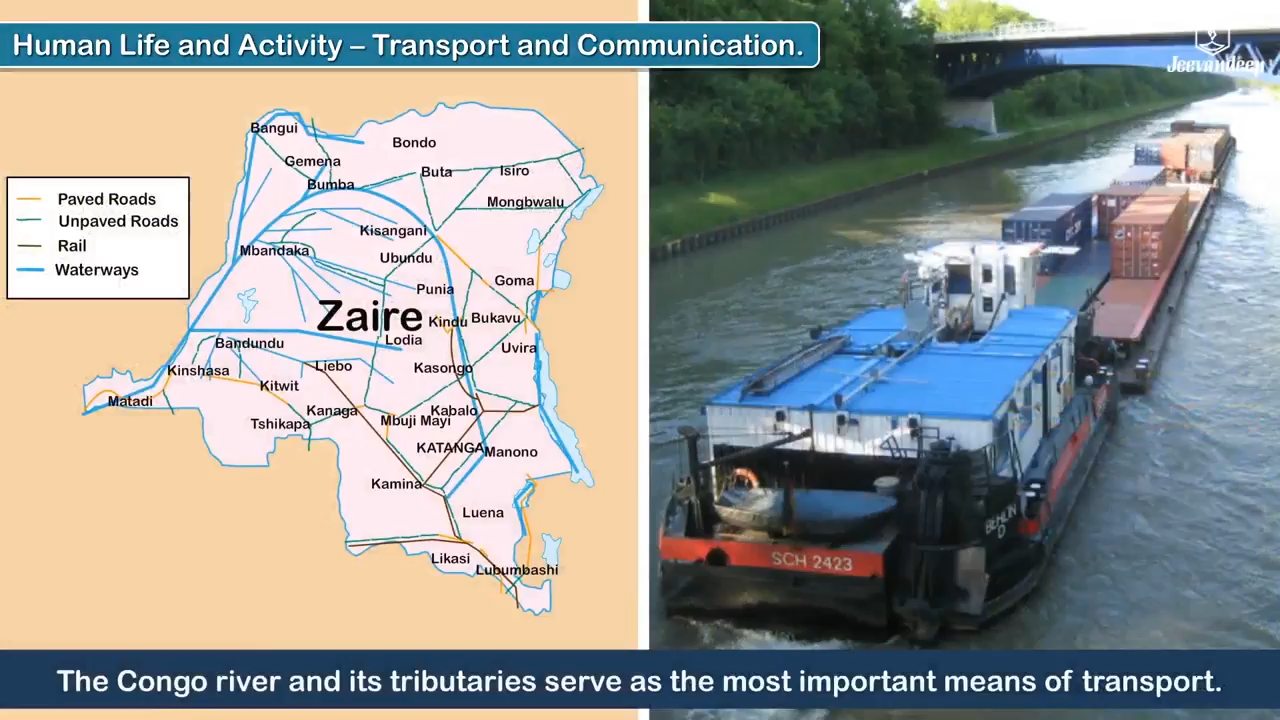 Human Life and Activity – Transport and Communication.
Jeevandeep
Paved Roads
Unpaved Roads
Rail
Waterways
Bangui
Bondo
Gemena
Bumba
Buta
Isiro
Mongbwalu
Kisangani
Mbandaka
Ubundu
Punia
Goma
Zaire
Kindu
Bukavu
Bandundu
Lodia
Uvira
Kinshasa
Liebo
Kasongo
Kitwit
Matadi
Kanaga
Kabalo
Tshikapa
Mbuji Mayi
KATANGA
Manono
Kamina
Luena
Likasi
Lubumbashi
SCH 2423
BERLIN
D
The Congo river and its tributaries serve as the most important means of transport.